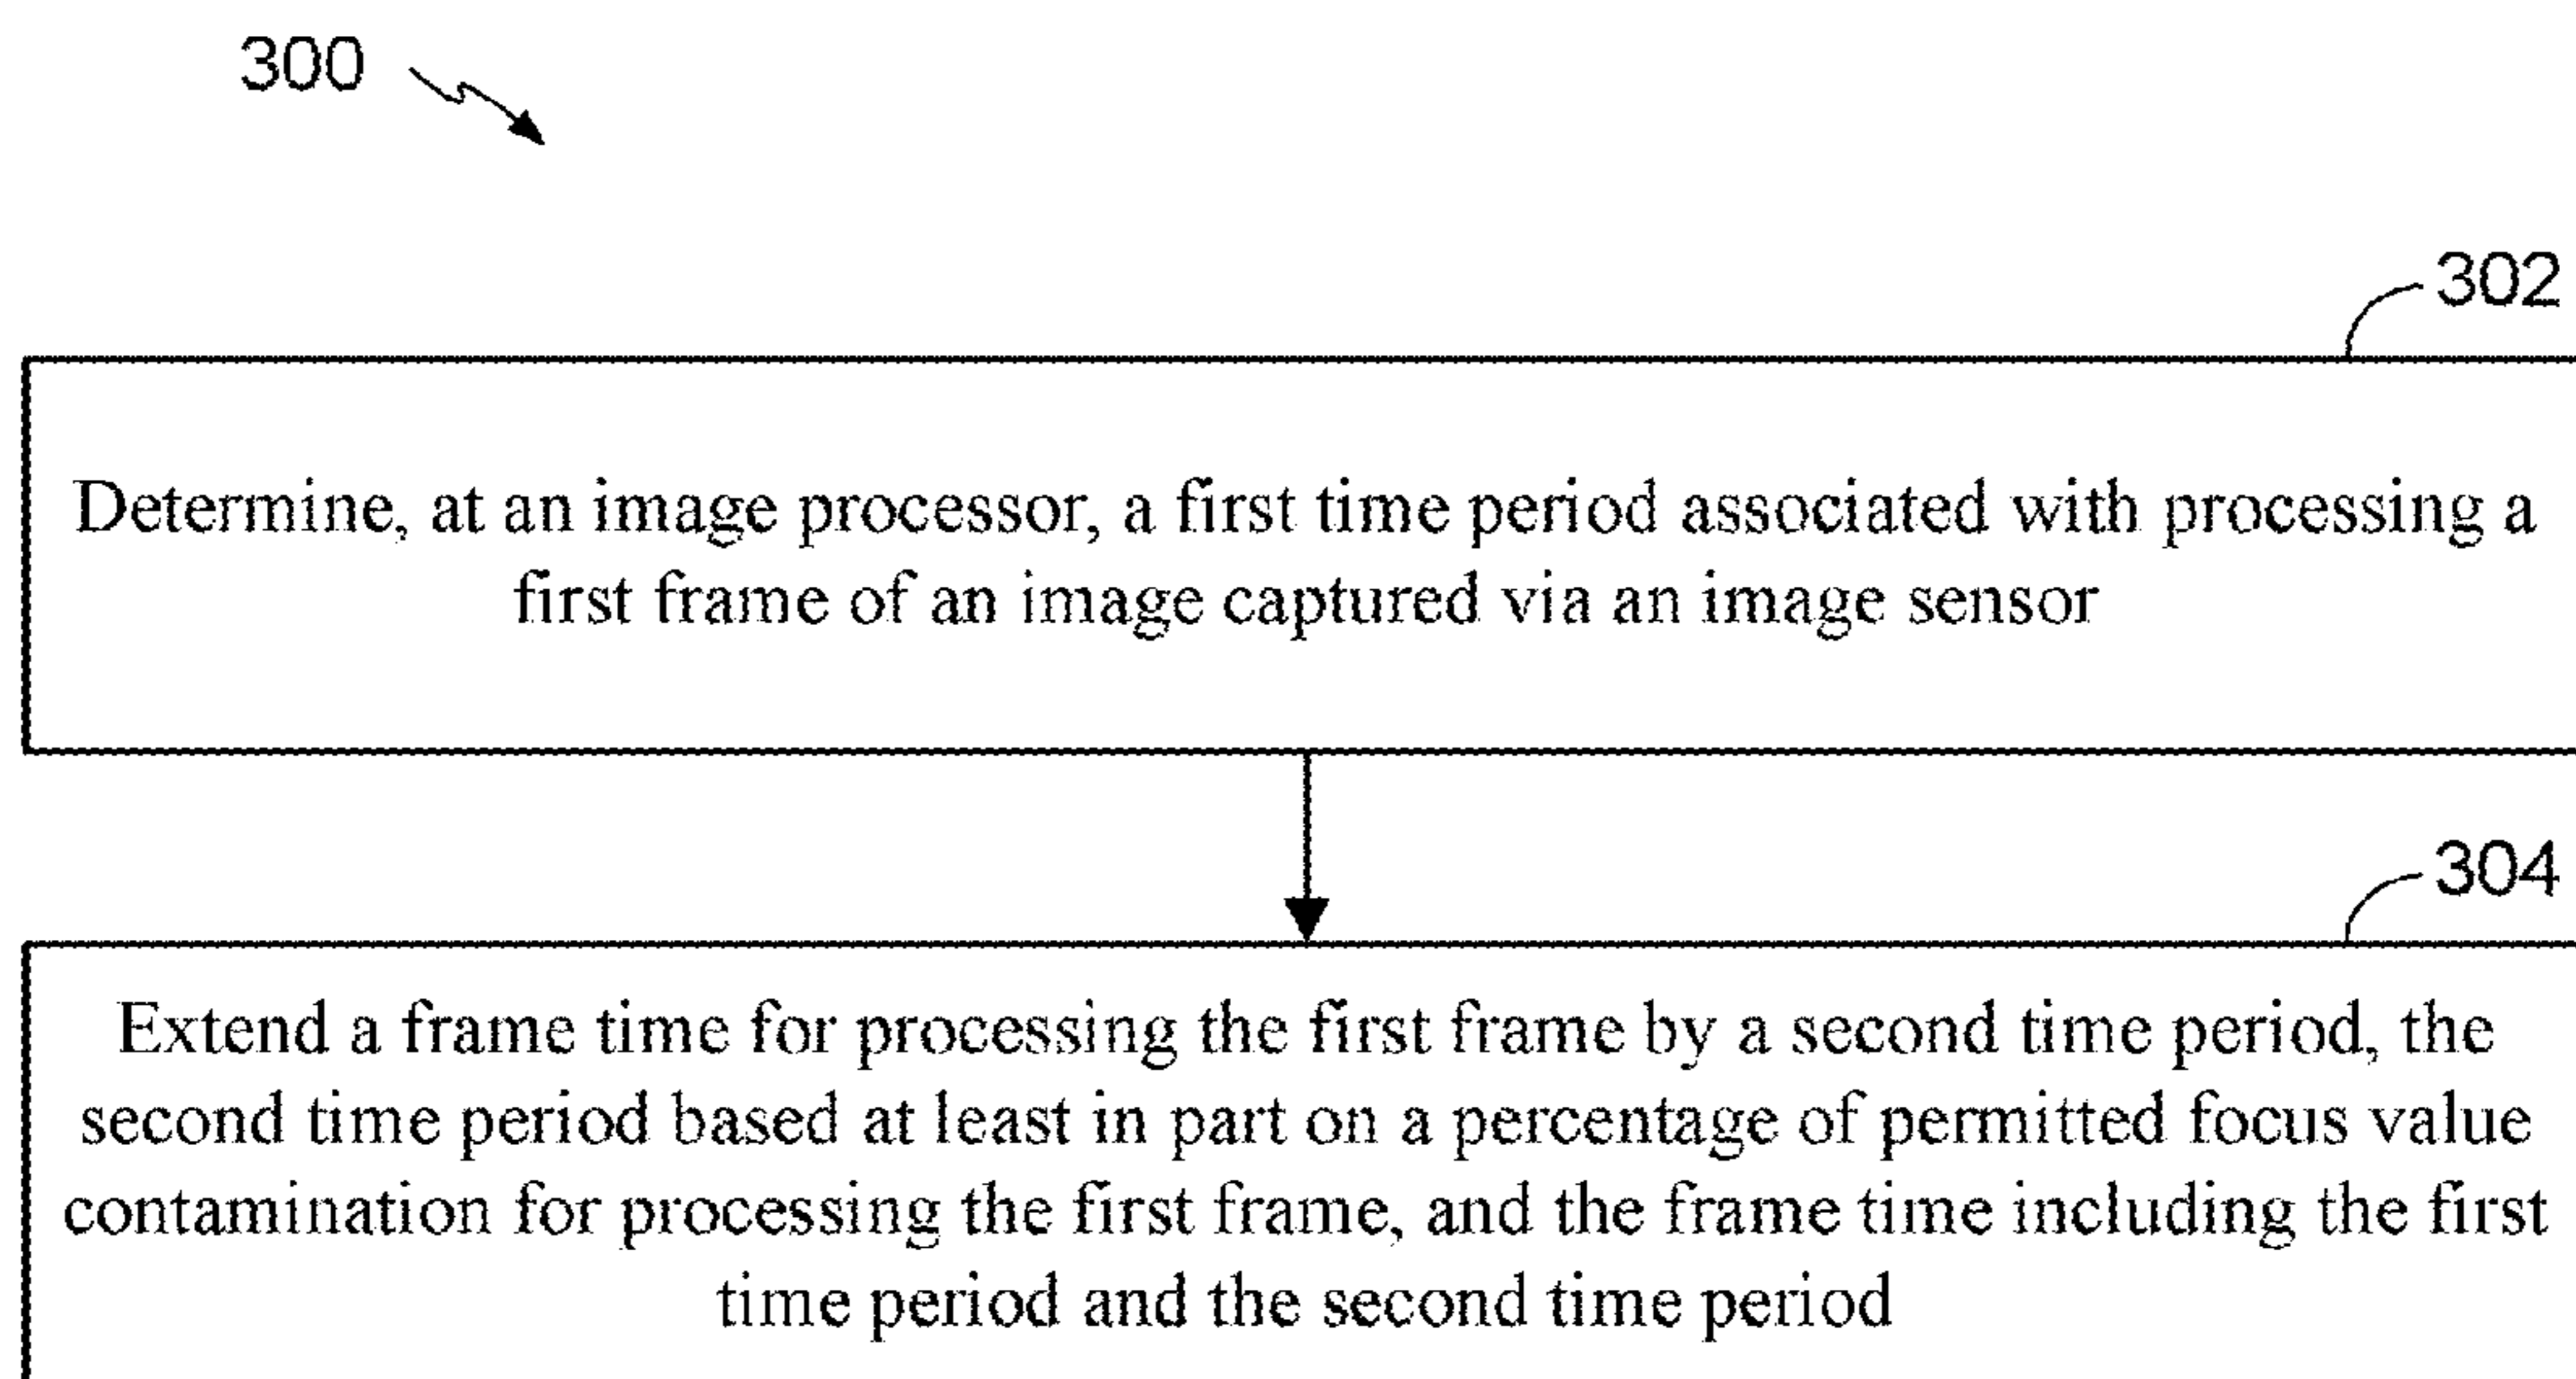 300
302
Determine, at an image processor, a first time period associated with processing a
first frame of an image captured via an image sensor
304
Extend a frame time for processing the first frame by a second time period, the
second time period based at least in part on a percentage of permitted focus value
contamination for processing the first frame, and the frame time including the first
time period and the second time period